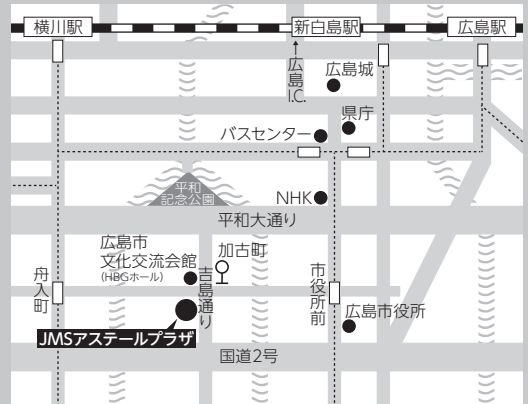 横川駅
新白島駅
広島駅
←広島I.C.
広島城
県庁
バスセンター
平和
記念公園
NHK
平和大通り
広島市
文化交流会館
(HBGホール)
加古町
吉島通り
舟入町
市役所前
広島市役所
JMSアステールプラザ
国道2号